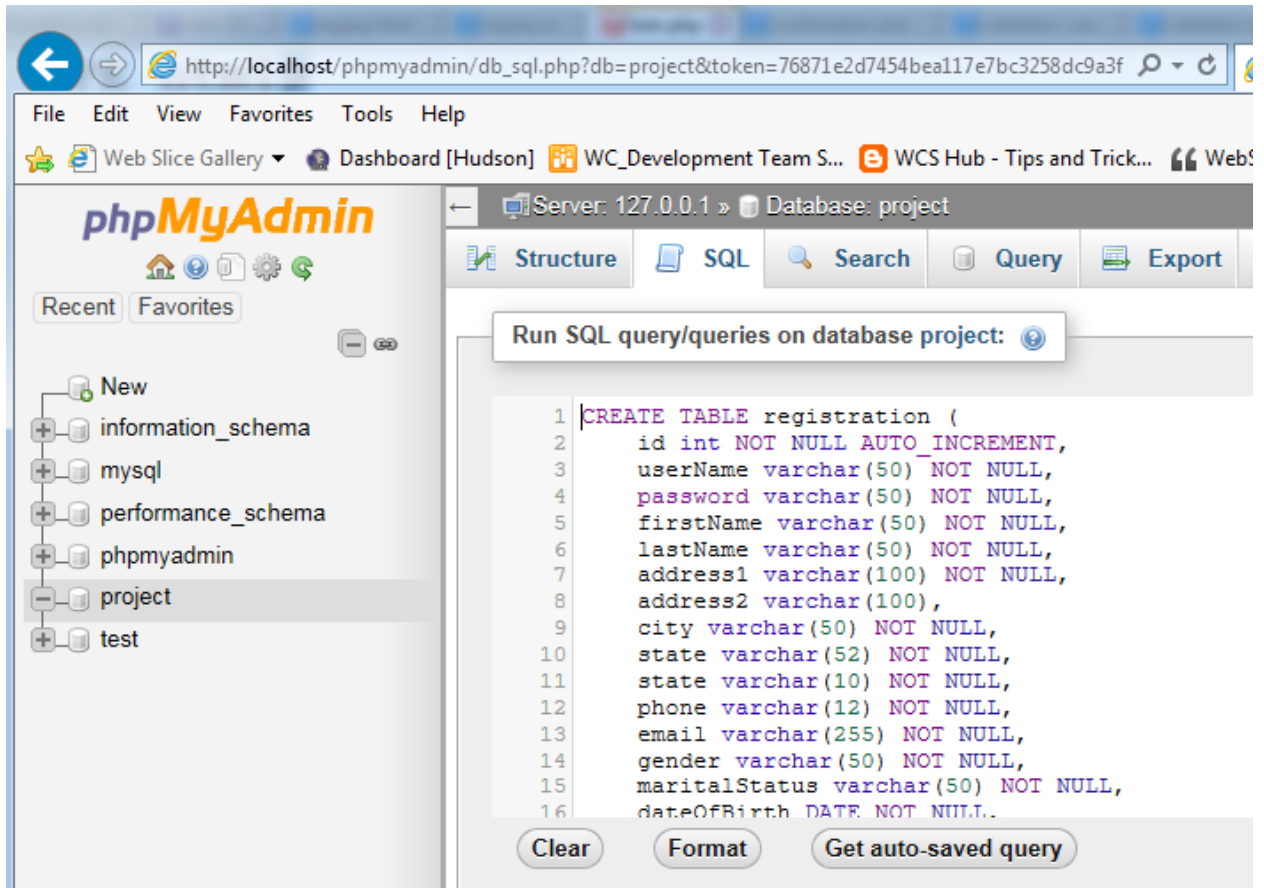 http://localhost/phpmyadmin/db_sql.php?db=project&token=76871e2d7454bea117e7bc3258dc9a3f
File Edit View Favorites Tools Help
Web Slice Gallery Dashboard [Hudson] WC_Development Team S... WCS Hub - Tips and Trick... WebS
phpMyAdmin
Recent Favorites
New
information_schema
mysql
performance_schema
phpmyadmin
project
test
Server: 127.0.0.1 » Database: project
Structure SQL Search Query Export
Run SQL query/queries on database project:
1 CREATE TABLE registration (
2 id int NOT NULL AUTO_INCREMENT,
3 userName varchar(50) NOT NULL,
4 password varchar(50) NOT NULL,
5 firstName varchar(50) NOT NULL,
6 lastName varchar(50) NOT NULL,
7 address1 varchar(100) NOT NULL,
8 address2 varchar(100),
9 city varchar(50) NOT NULL,
10 state varchar(52) NOT NULL,
11 state varchar(10) NOT NULL,
12 phone varchar(12) NOT NULL,
13 email varchar(255) NOT NULL,
14 gender varchar(50) NOT NULL,
15 maritalStatus varchar(50) NOT NULL,
16 dateOfBirth DATE NOT NULL,
Clear Format Get auto-saved query